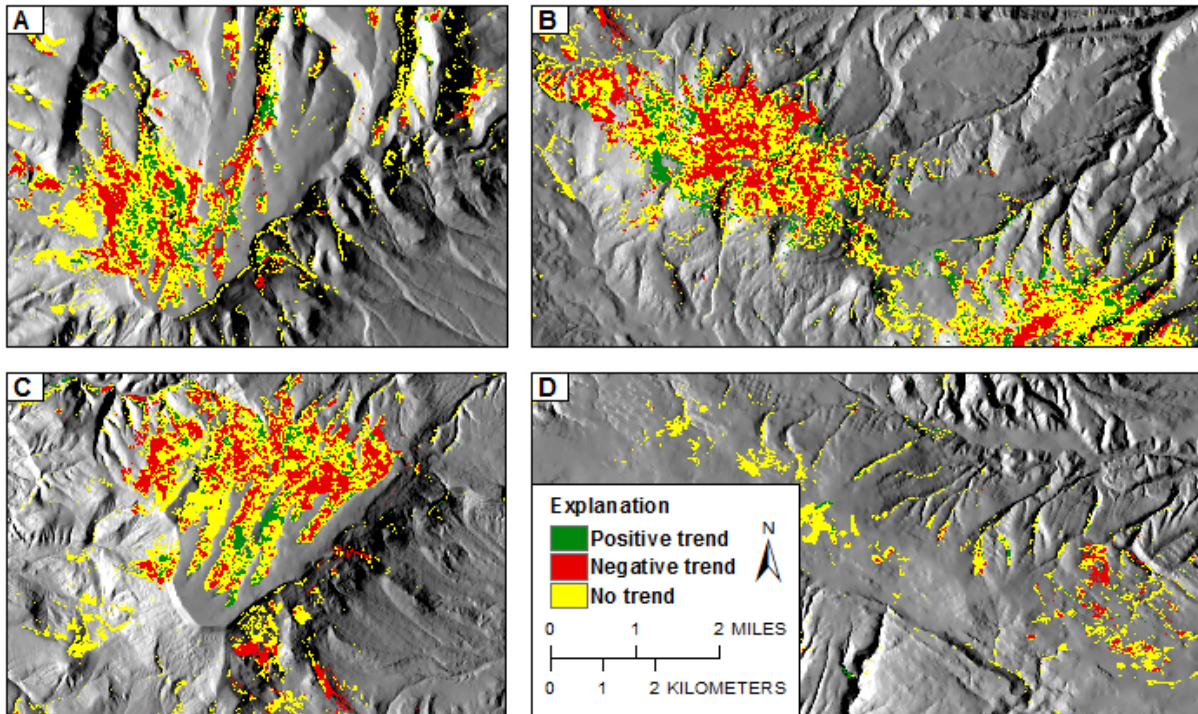 A
B
C
D
Explanation
Positive trend
Negative trend
No trend
N
0 1 2 MILES
0 1 2 KILOMETERS